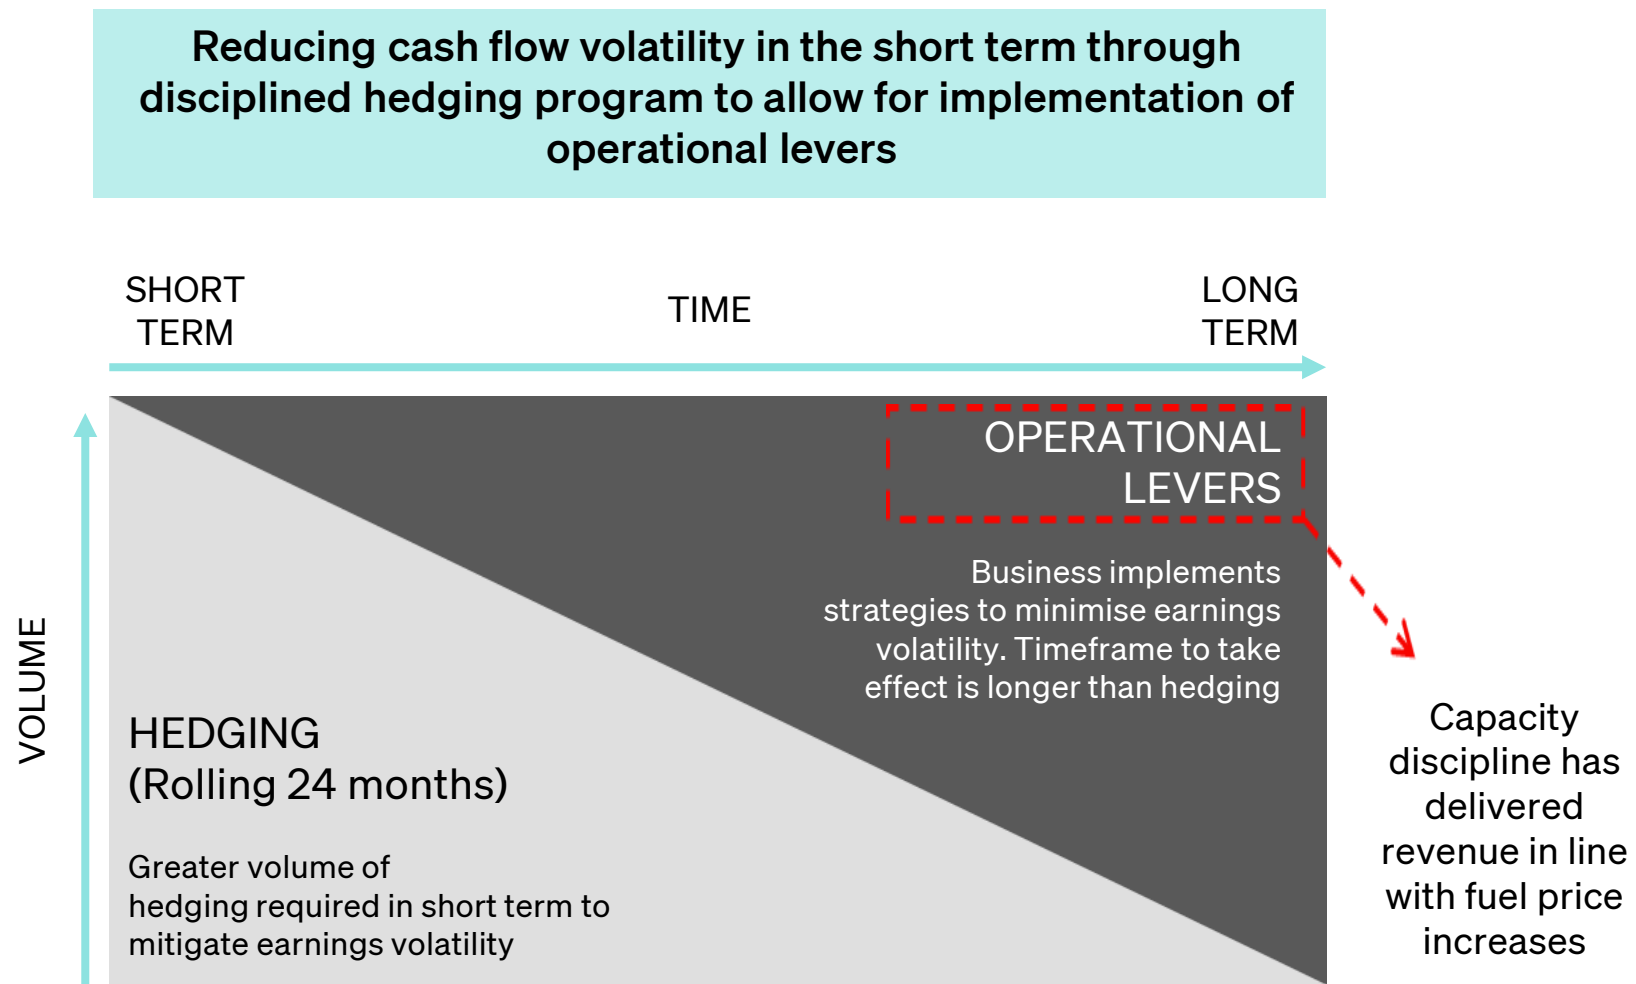 Reducing cash flow volatility in the short term through
disciplined hedging program to allow for implementation of
operational levers
SHORT
TERM
TIME
LONG
TERM
VOLUME
OPERATIONAL
LEVERS
Business implements
strategies to minimise earnings
volatility. Timeframe to take
effect is longer than hedging
HEDGING
(Rolling 24 months)
Greater volume of
hedging required in short term to
mitigate earnings volatility
Capacity
discipline has
delivered
revenue in line
with fuel price
increases